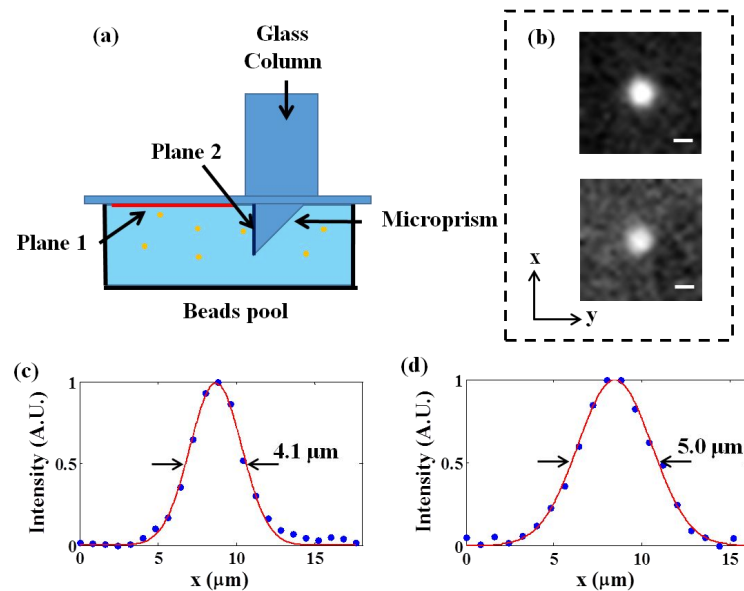 (a)
Glass
Column
Plane 2
Plane 1
Microprism
Beads pool
(b)
x
y
(c)
Intensity (A.U.)
1
0.5
0
4.1 µm
0 5 10 15
x (µm)
(d)
Intensity (A.U.)
1
0.5
0
5.0 µm
0 5 10 15
x (µm)